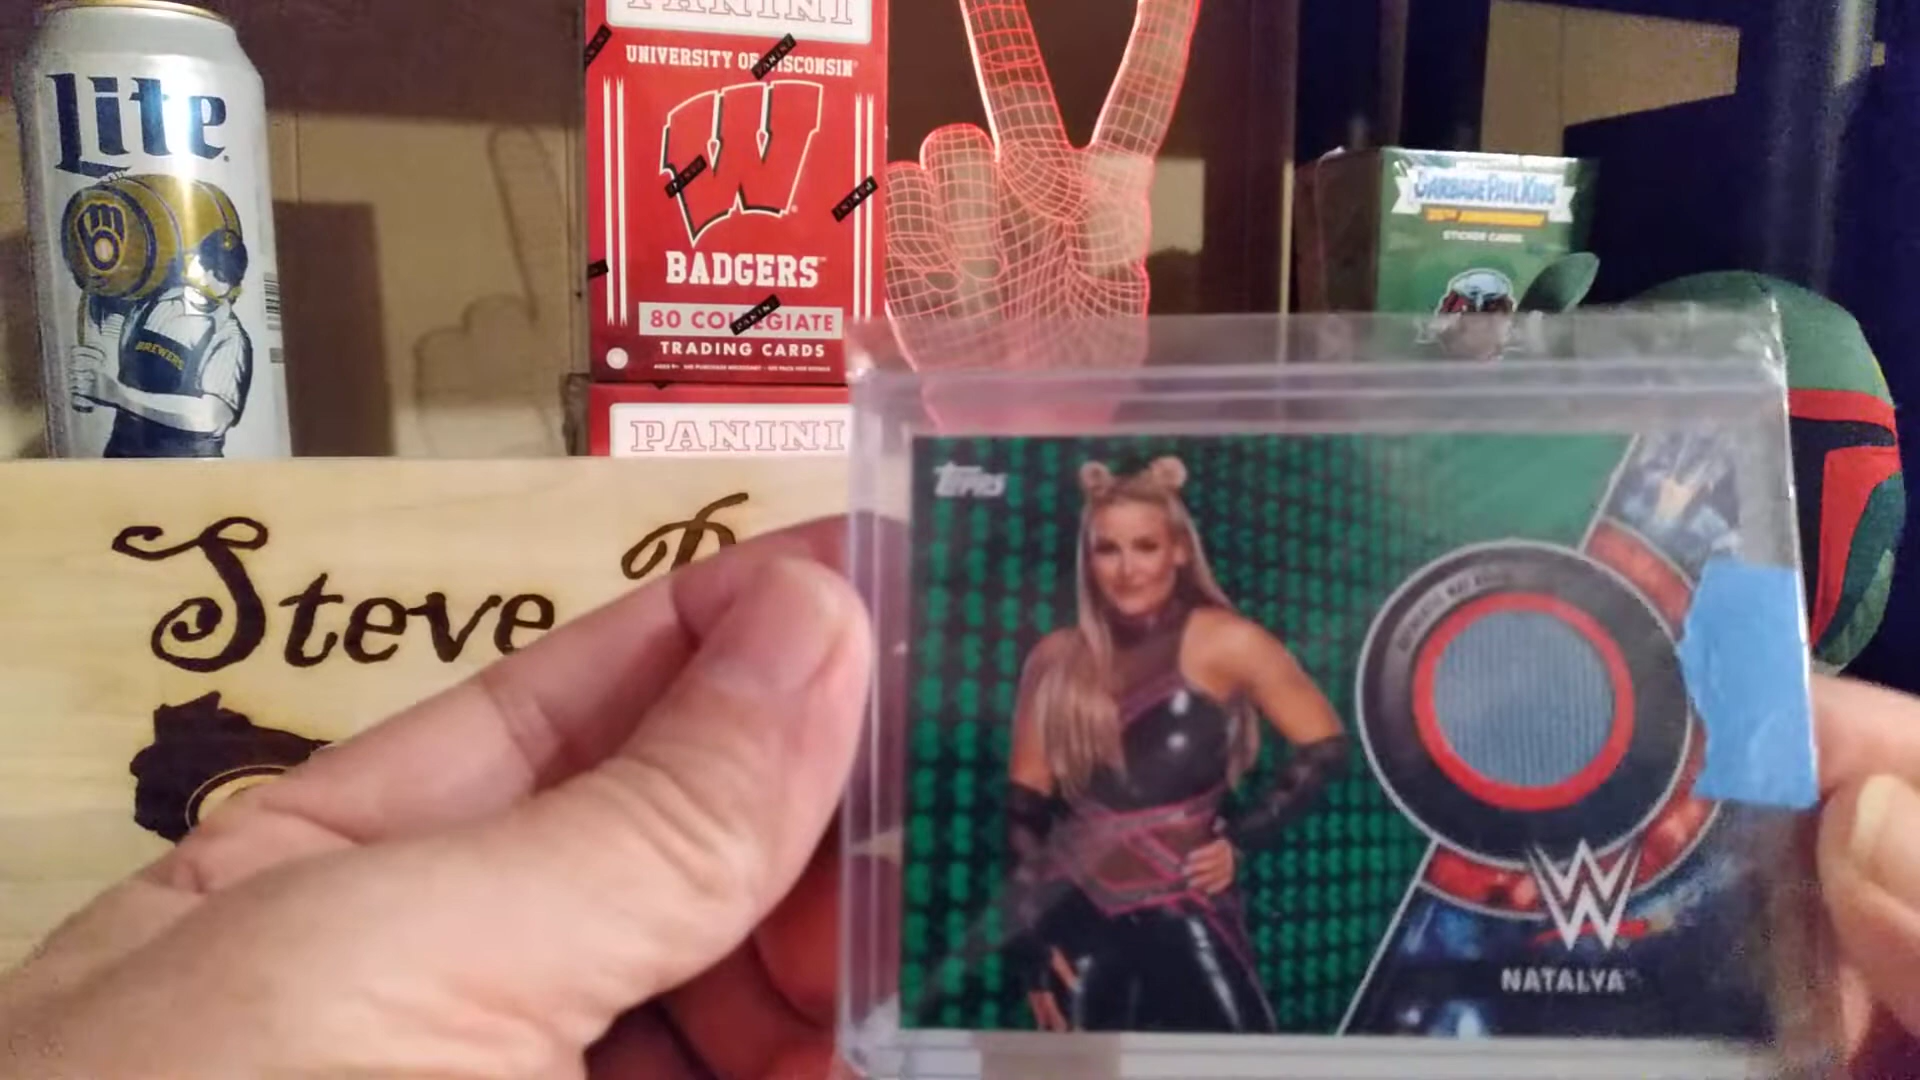 Lite
BREWERS
PANINI
UNIVERSITY OF WISCONSIN
BADGERS
80 COLLEGIATE
TRADING CARDS
PANINI
GARBAGE PAIL KIDS
STICKER CARDS
Steve
TOPPS
NATALYA